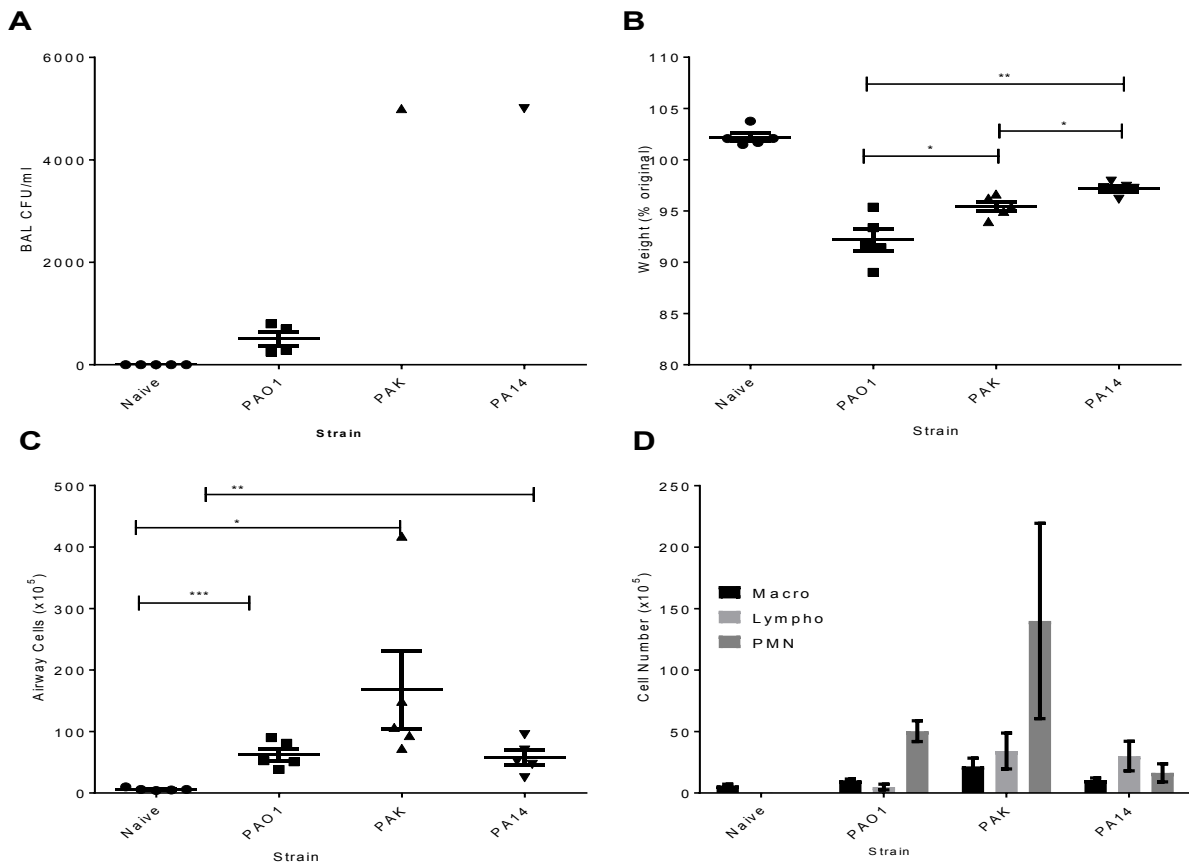 A
6000
4000
2000
0
BAL CFU/ml
Naive
PAO1
PAK
PA14
Strain
B
110
105
100
95
90
85
80
Weight (% original)
**
*
*
Naive
PAO1
PAK
PA14
Strain
C
500
400
300
200
100
0
Airway Cells (x10⁵)
**
*
***
Naive
PAO1
PAK
PA14
Strain
D
250
200
150
100
50
0
Cell Number (x10⁵)
Macro
Lympho
PMN
Naive
PAO1
PAK
PA14
Strain